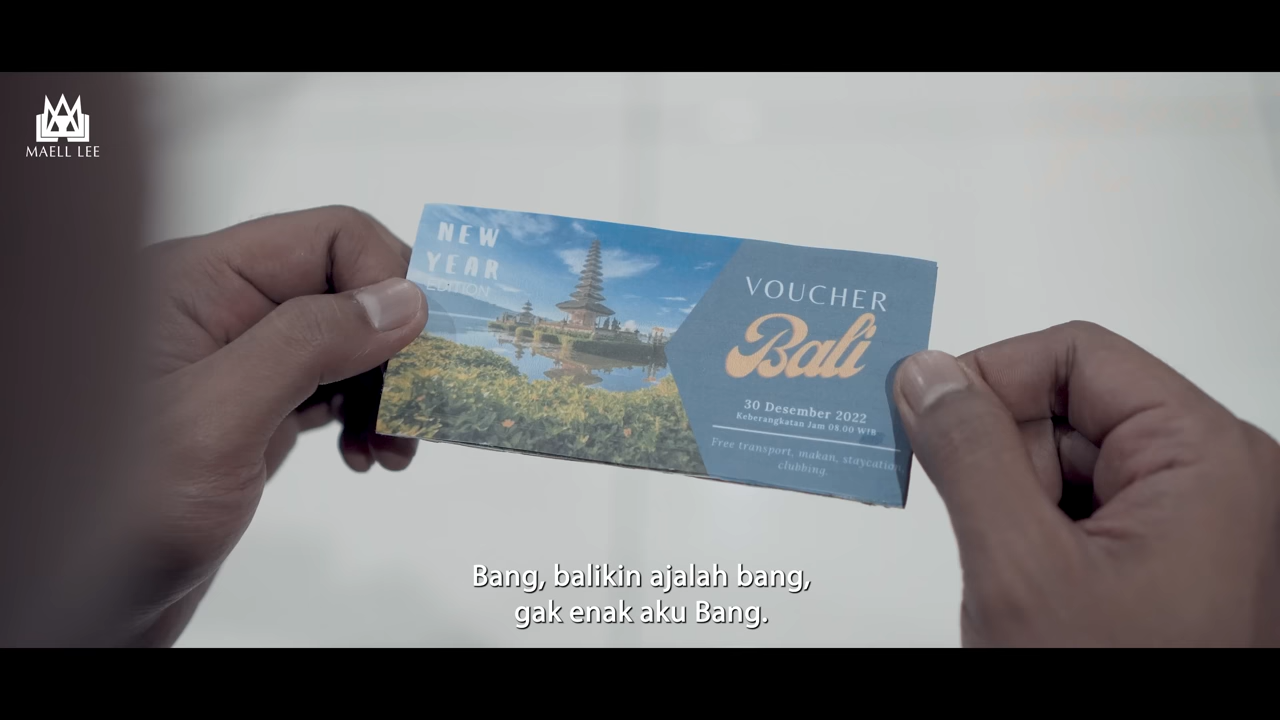 MAELL LEE
NEW
YEAR
EDITION
VOUCHER
Bali
30 Desember 2022
Keberangkatan Jam 08.00 WIB
Free transport, makan, staycation,
clubbing.
Bang, balikin ajalah bang,
gak enak aku Bang.